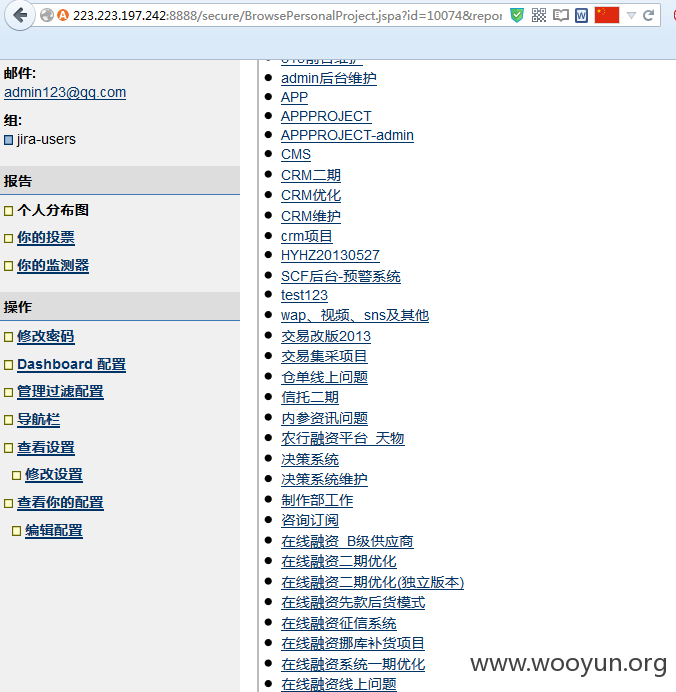 223.223.197.242:8888/secure/BrowsePersonalProject.jspa?id=10074&repor
邮件:
admin123@qq.com
组:
jira-users
报告
个人分布图
你的投票
你的监测器
操作
修改密码
Dashboard 配置
管理过滤配置
导航栏
查看设置
修改设置
查看你的配置
编辑配置
admin后台维护
APP
APPPROJECT
APPPROJECT-admin
CMS
CRM二期
CRM优化
CRM维护
crm项目
HYHZ20130527
SCF后台-预警系统
test123
wap、视频、sns及其他
交易改版2013
交易集采项目
仓单线上问题
信托二期
内参资讯问题
农行融资平台_天物
决策系统
决策系统维护
制作部工作
咨询订阅
在线融资_B级供应商
在线融资二期优化
在线融资二期优化(独立版本)
在线融资先款后货模式
在线融资征信系统
在线融资挪库补货项目
在线融资系统一期优化
在线融资线上问题
www.wooyun.org